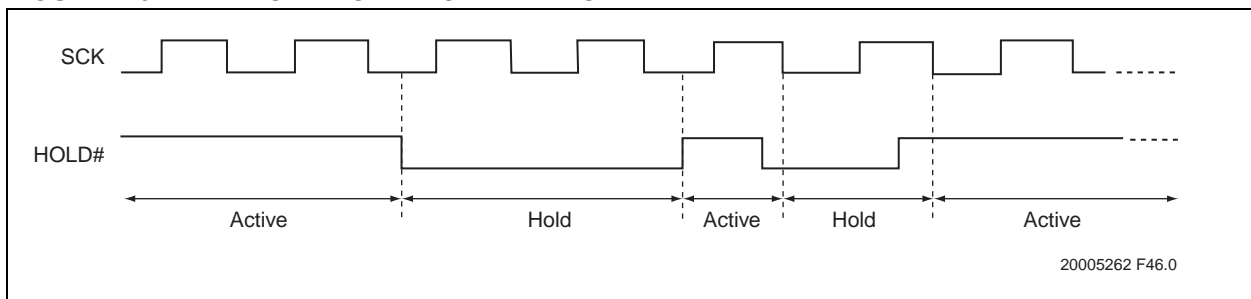 SCK
HOLD#
Active
Hold
Active
Hold
Active
20005262 F46.0